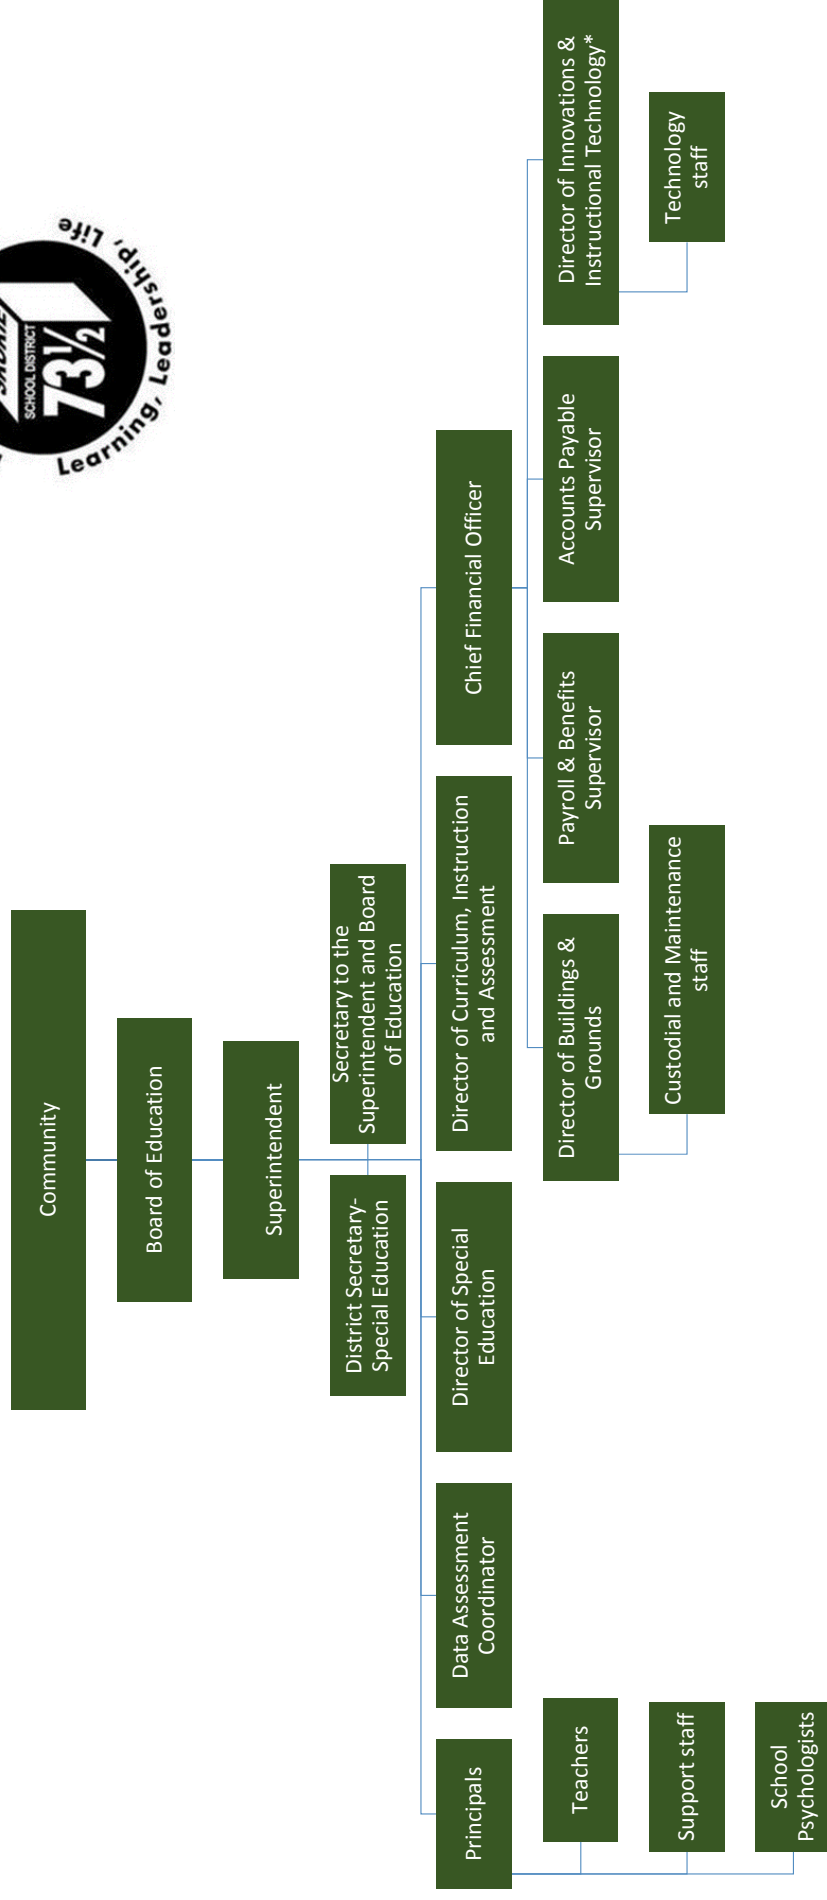 SCHOOL DISTRICT
73½
Learning, Leadership, Life
Community
Board of Education
Superintendent
District Secretary-
Special Education
Secretary to the
Superintendent and Board
of Education
Principals
Data Assessment
Coordinator
Director of Special
Education
Director of Curriculum, Instruction
and Assessment
Chief Financial Officer
Teachers
Support staff
School
Psychologists
Director of Buildings &
Grounds
Payroll & Benefits
Supervisor
Accounts Payable
Supervisor
Director of Innovations &
Instructional Technology*
Custodial and Maintenance
staff
Technology
staff